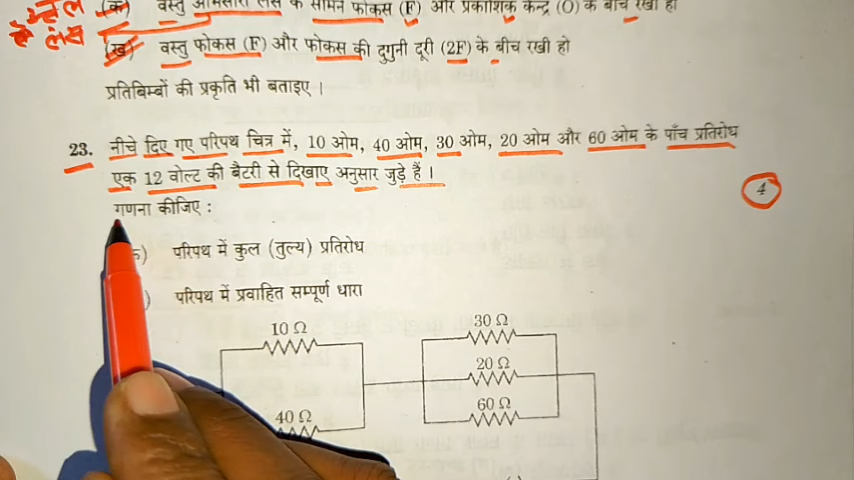 वस्तु अभिसारी लेंस के सामने फोकस (F) और प्रकाशिक केन्द्र (O) के बीच रखी हो
लेंस
(ख) वस्तु फोकस (F) और फोकस की दुगुनी दूरी (2F) के बीच रखी हो
प्रतिबिम्बों की प्रकृति भी बताइए ।
23. नीचे दिए गए परिपथ चित्र में, 10 ओम, 40 ओम, 30 ओम, 20 ओम और 60 ओम के पाँच प्रतिरोध
एक 12 वोल्ट की बैटरी से दिखाए अनुसार जुड़े हैं ।
4
गणना कीजिए :
परिपथ में कुल (तुल्य) प्रतिरोध
परिपथ में प्रवाहित सम्पूर्ण धारा
10 Ω
30 Ω
20 Ω
40 Ω
60 Ω